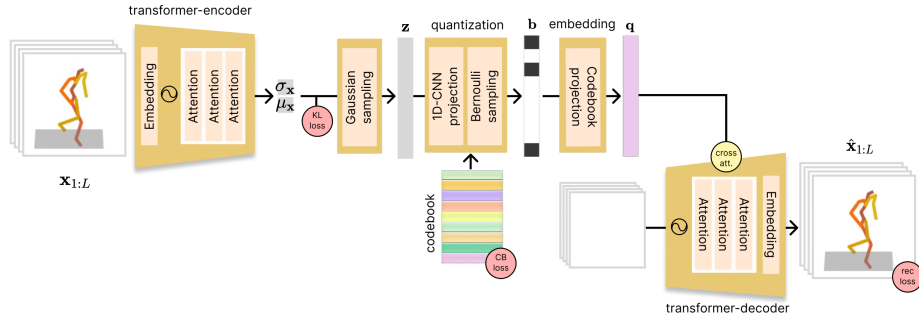 transformer-encoder
Embedding
Attention
Attention
Attention
x₁:L
σₓ
μₓ
KL
loss
Gaussian
sampling
z
quantization
1D-CNN
projection
Bernoulli
sampling
codebook
CB
loss
b
embedding
Codebook
projection
q
cross
att.
Attention
Attention
Attention
Embedding
transformer-decoder
x̂₁:L
rec
loss